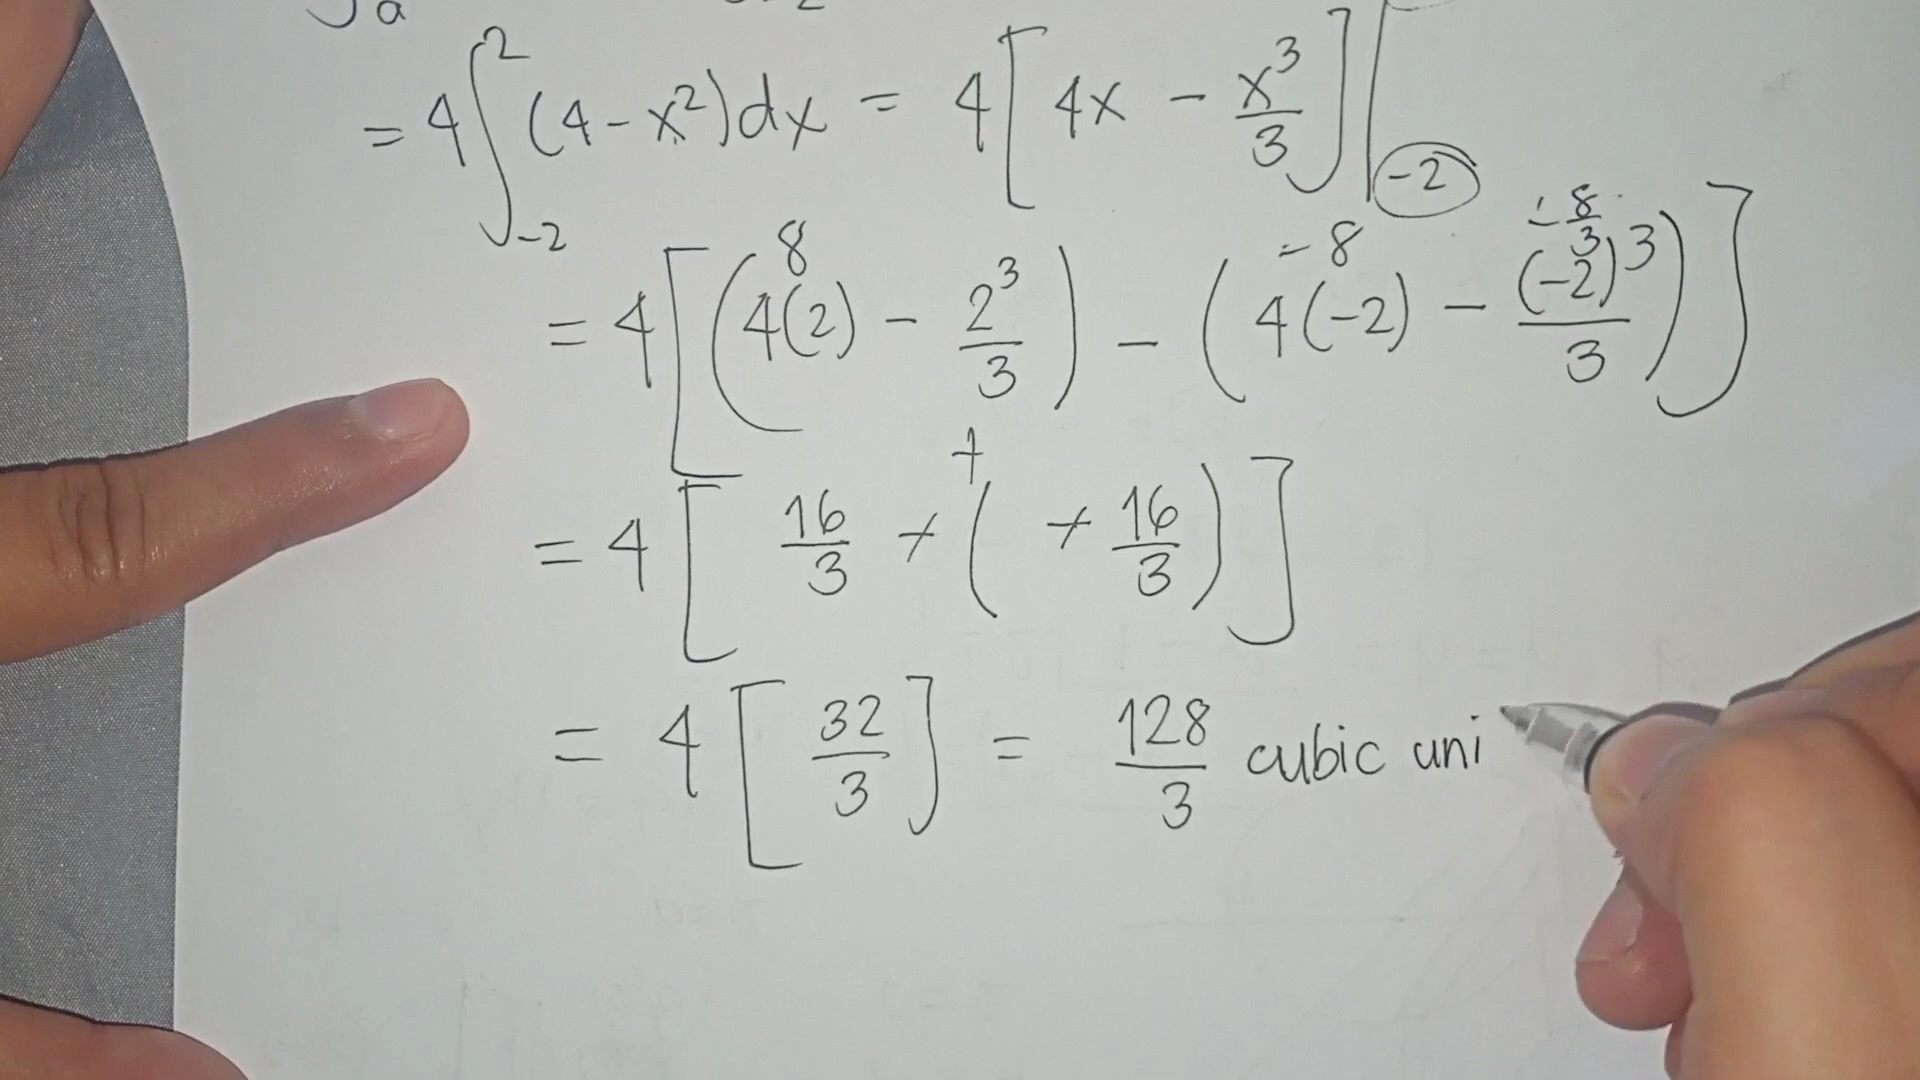 = 4∫₋₂² (4 - x²)dx = 4[4x - x³/3]|₋₂
= 4[(4(2) - 2³/3) - (4(-2) - (-2)³/3)] 8 -8 -8/3
= 4[16/3 + (+ 16/3)] +
= 4[32/3] = 128/3 cubic uni